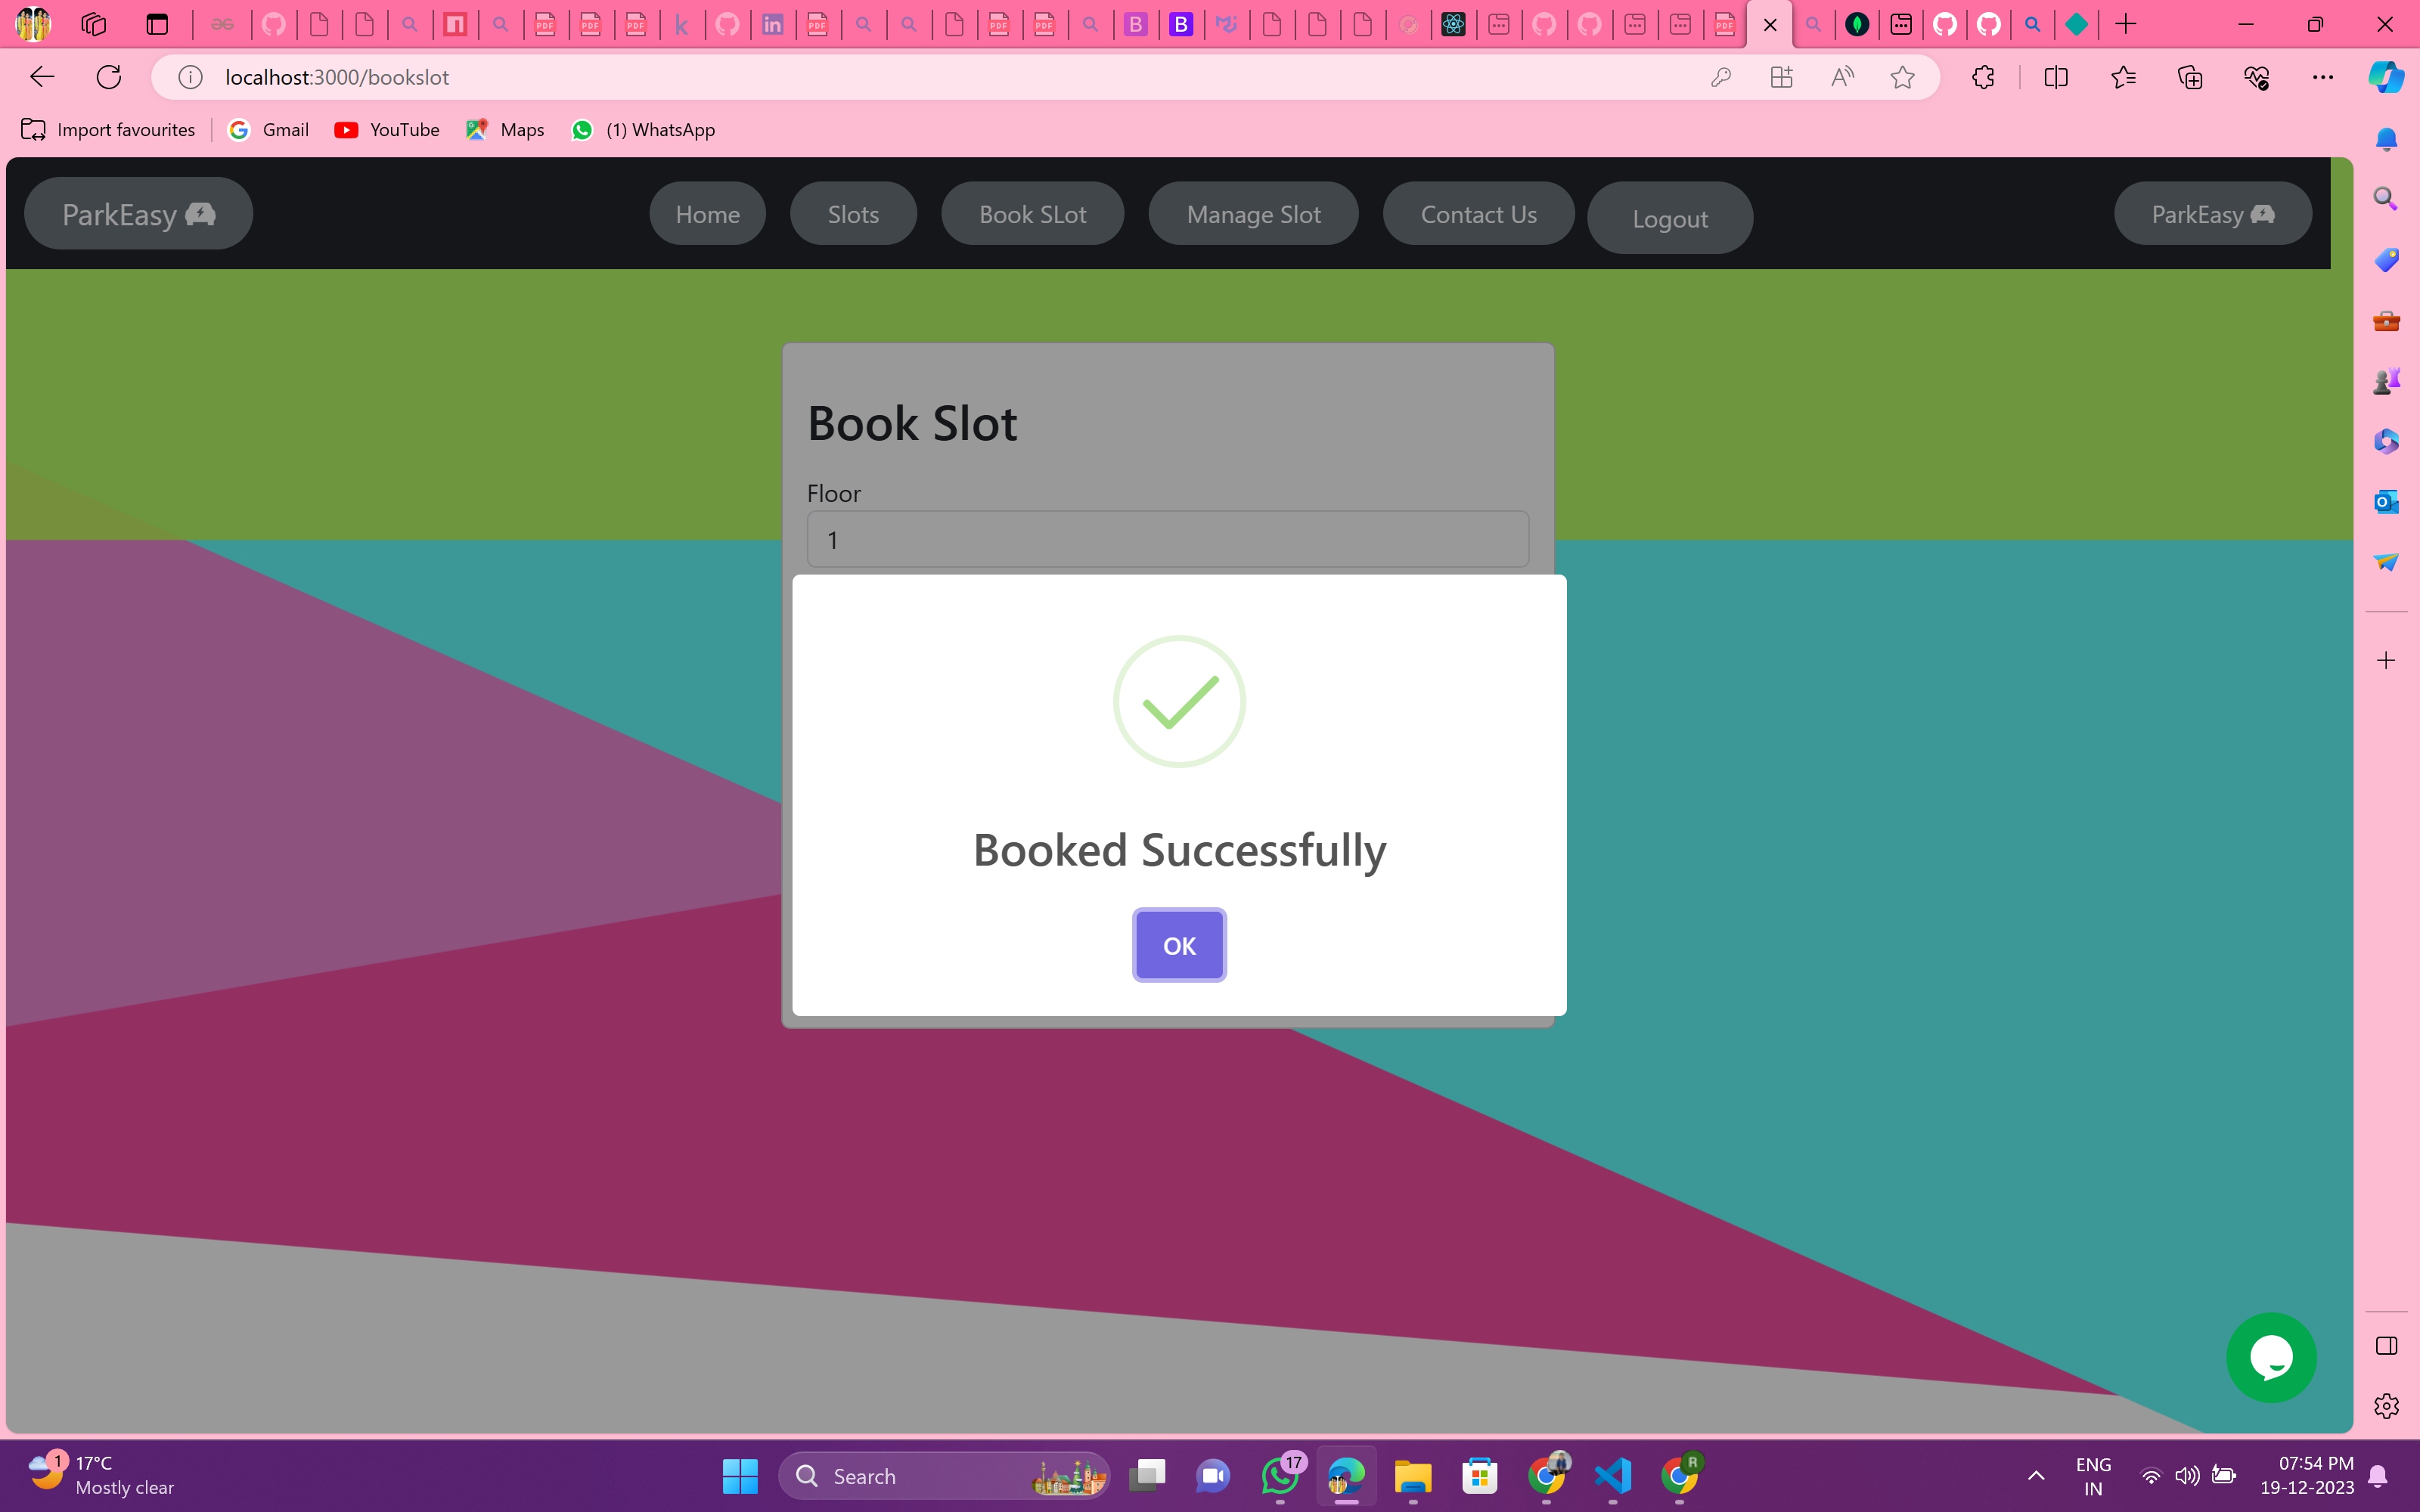 localhost:3000/bookslot
Import favourites
Gmail
YouTube
Maps
(1) WhatsApp
ParkEasy
Home
Slots
Book SLot
Manage Slot
Contact Us
Logout
ParkEasy
Book Slot
Floor
1
Booked Successfully
OK
1
17°C
Mostly clear
Search
17
R
ENG
IN
07:54 PM
19-12-2023